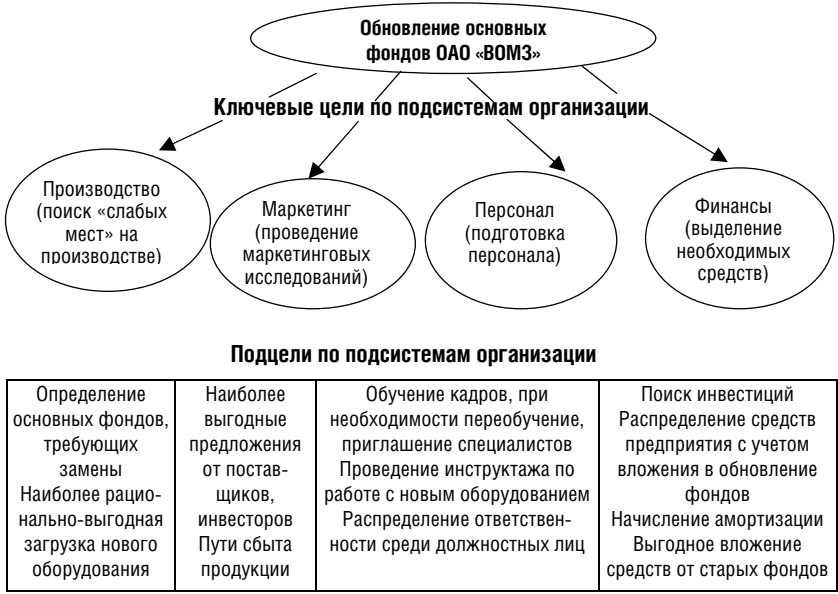 Обновление основных
фондов ОАО «ВОМЗ»
Ключевые цели по подсистемам организации
Производство
(поиск «слабых
мест» на
производстве)
Маркетинг
(проведение
маркетинговых
исследований)
Персонал
(подготовка
персонала)
Финансы
(выделение
необходимых
средств)
Подцели по подсистемам организации
Определение
основных фондов,
требующих
замены
Наиболее рацио-
нально-выгодная
загрузка нового
оборудования
Наиболее
выгодные
предложения
от постав-
щиков,
инвесторов
Пути сбыта
продукции
Обучение кадров, при
необходимости переобучение,
приглашение специалистов
Проведение инструктажа по
работе с новым оборудованием
Распределение ответствен-
ности среди должностных лиц
Поиск инвестиций
Распределение средств
предприятия с учетом
вложения в обновление
фондов
Начисление амортизации
Выгодное вложение
средств от старых фондов